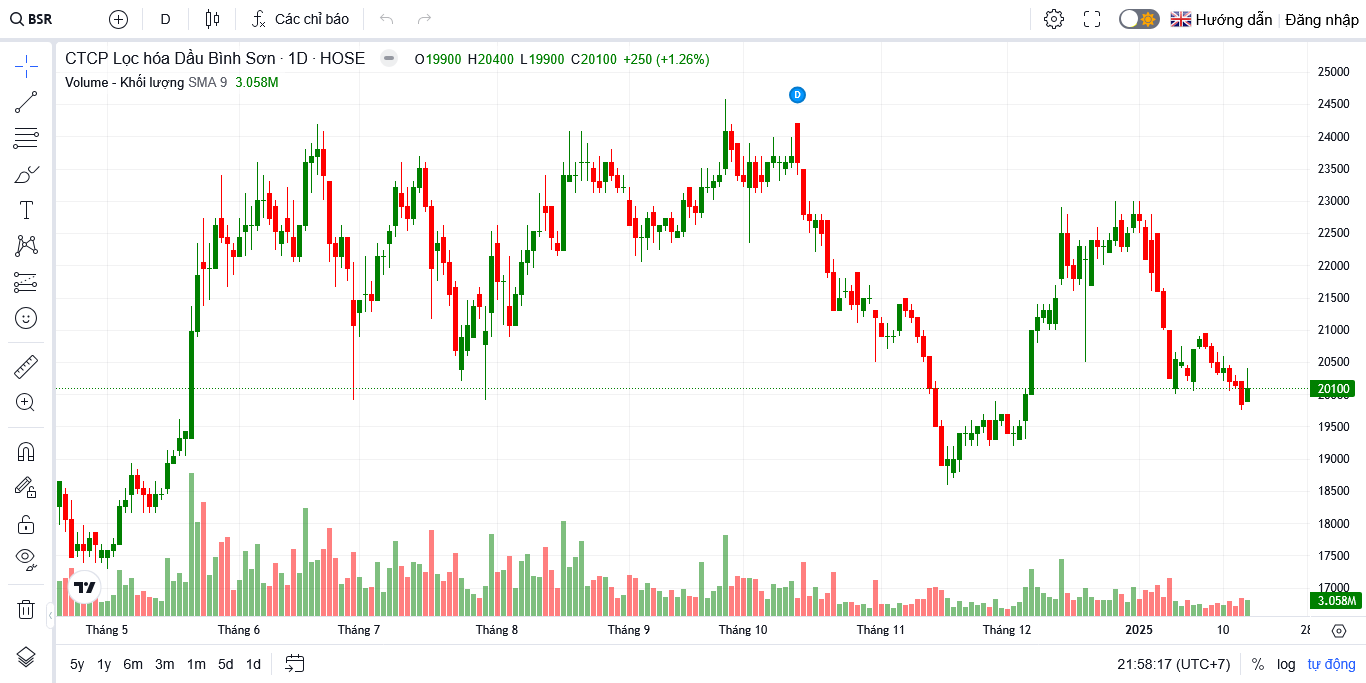 BSR D Các chỉ báo Hướng dẫn Đăng nhập
CTCP Lọc hóa Dầu Bình Sơn · 1D · HOSE O19900 H20400 L19900 C20100 +250 (+1.26%)
Volume - Khối lượng SMA 9 3.058M
D
25000
24500
24000
23500
23000
22500
22000
21500
21000
20500
20100
19500
19000
18500
18000
17500
17000
3.058M
Tháng 5 Tháng 6 Tháng 7 Tháng 8 Tháng 9 Tháng 10 Tháng 11 Tháng 12 2025 10
5y 1y 6m 3m 1m 5d 1d 21:58:17 (UTC+7) % log tự động